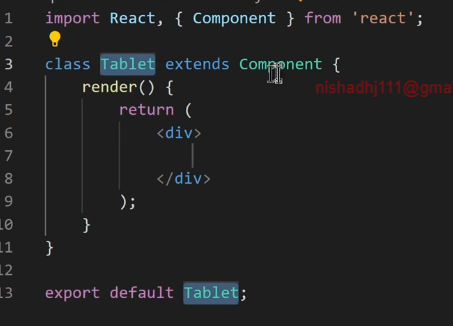 1 import React, { Component } from 'react';
2
3 class Tablet extends Component {
4 render() {
nishadhj111@gma
5 return (
6 <div>
7
8 </div>
9 );
10 }
11 }
12
13 export default Tablet;